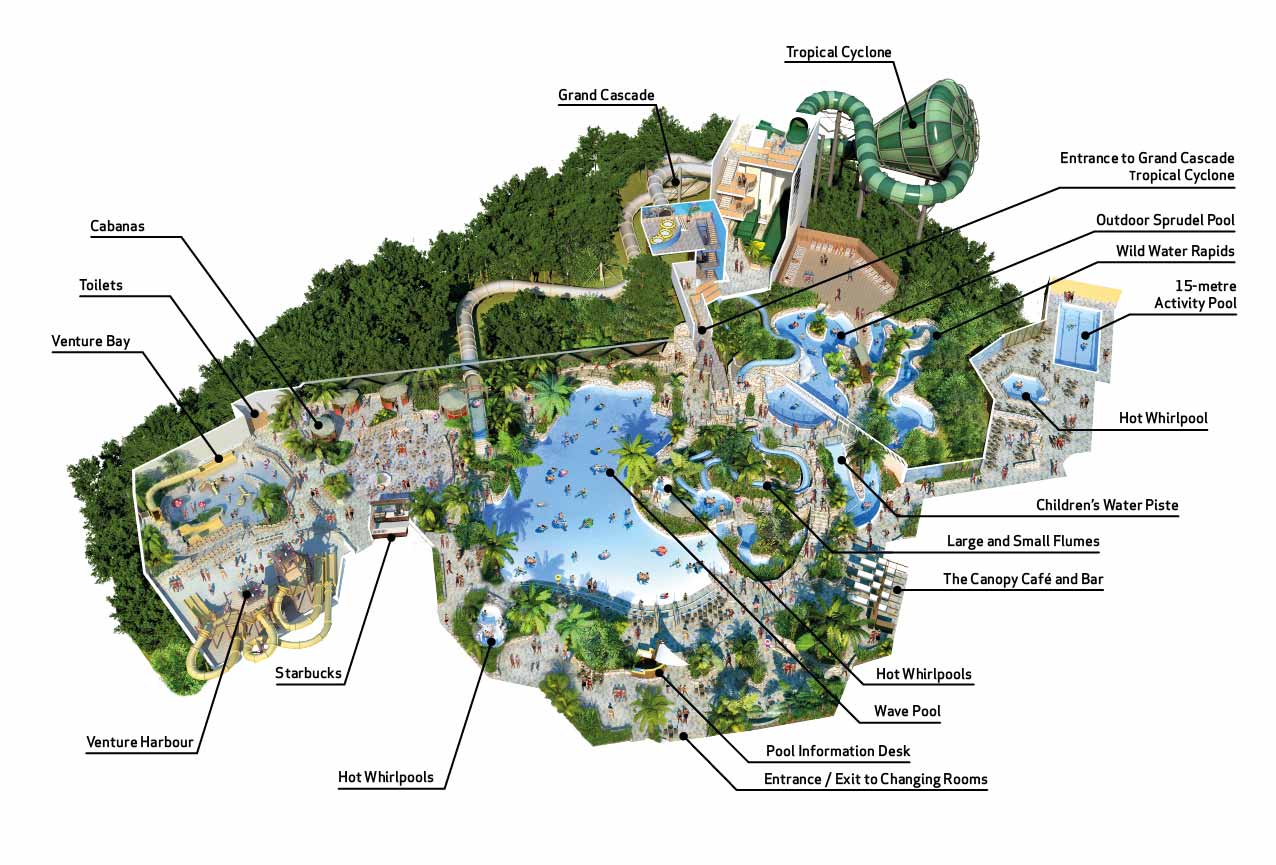 Tropical Cyclone
Grand Cascade
Entrance to Grand Cascade
Tropical Cyclone
Outdoor Sprudel Pool
Cabanas
Wild Water Rapids
Toilets
15-metre
Activity Pool
Venture Bay
Hot Whirlpool
Children's Water Piste
Large and Small Flumes
The Canopy Café and Bar
Starbucks
Hot Whirlpools
Wave Pool
Venture Harbour
Pool Information Desk
Hot Whirlpools
Entrance / Exit to Changing Rooms